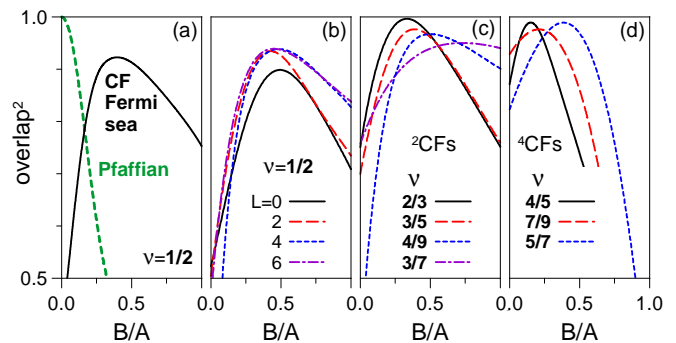 1.0
0.5
overlap²
(a)
CF
Fermi
sea
Pfaffian
ν=1/2
0.0
0.5
B/A
(b)
ν=1/2
L=0
2
4
6
0.0
0.5
B/A
(c)
²CFs
ν
2/3
3/5
4/9
3/7
0.0
0.5
B/A
(d)
⁴CFs
ν
4/5
7/9
5/7
0.0
0.5
1.0
B/A